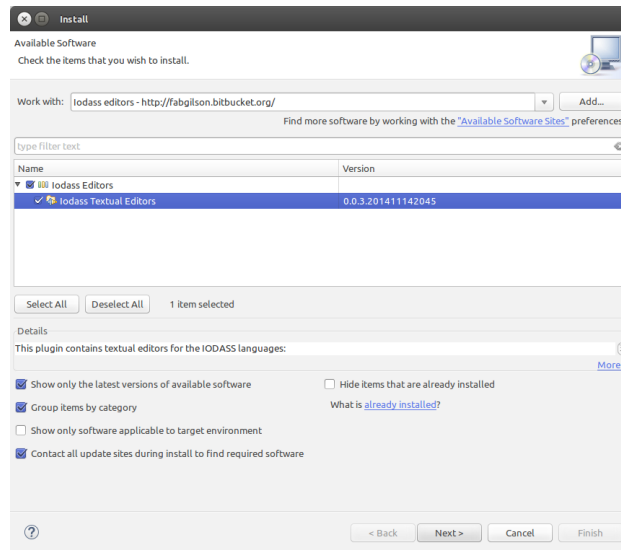 Install
Available Software
Check the items that you wish to install.
Work with: Iodass editors - http://fabgilson.bitbucket.org/ Add...
Find more software by working with the "Available Software Sites" preferences
type filter text
Name Version
Iodass Editors
Iodass Textual Editors 0.0.3.201411142045
Select All Deselect All 1 item selected
Details
This plugin contains textual editors for the IODASS languages:
More
Show only the latest versions of available software Hide items that are already installed
Group items by category What is already installed?
Show only software applicable to target environment
Contact all update sites during install to find required software
? < Back Next > Cancel Finish